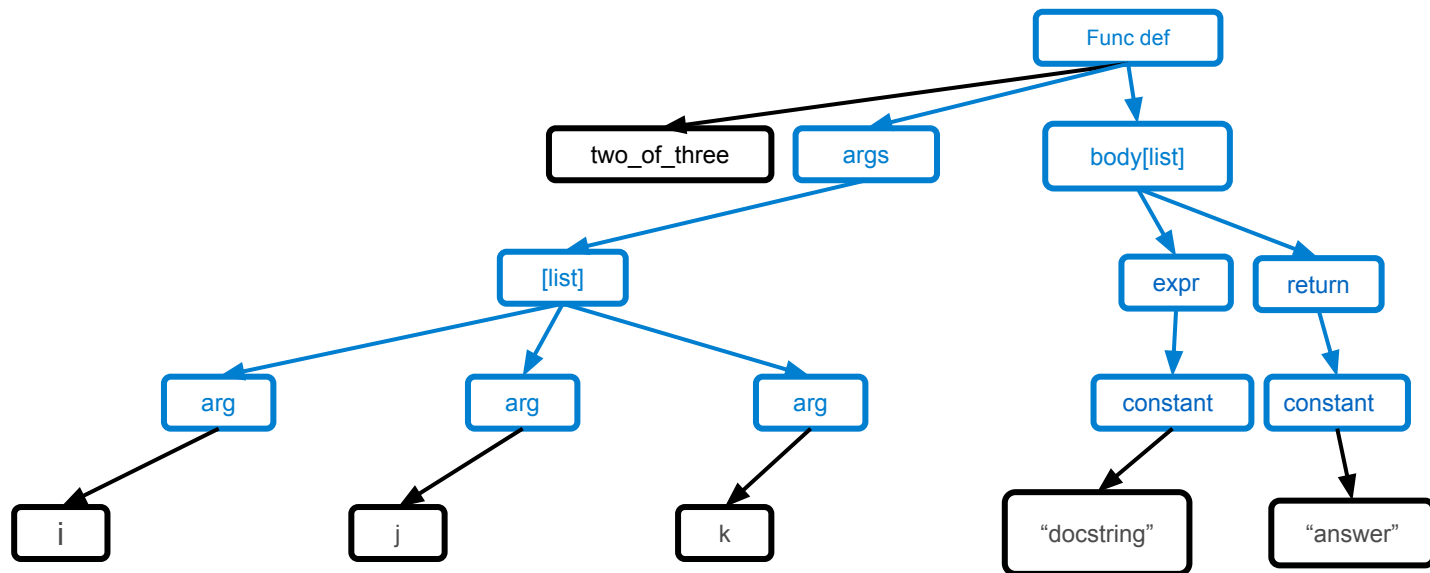 Func def
two_of_three
args
body[list]
[list]
expr
return
arg
arg
arg
constant
constant
i
j
k
“docstring”
“answer”